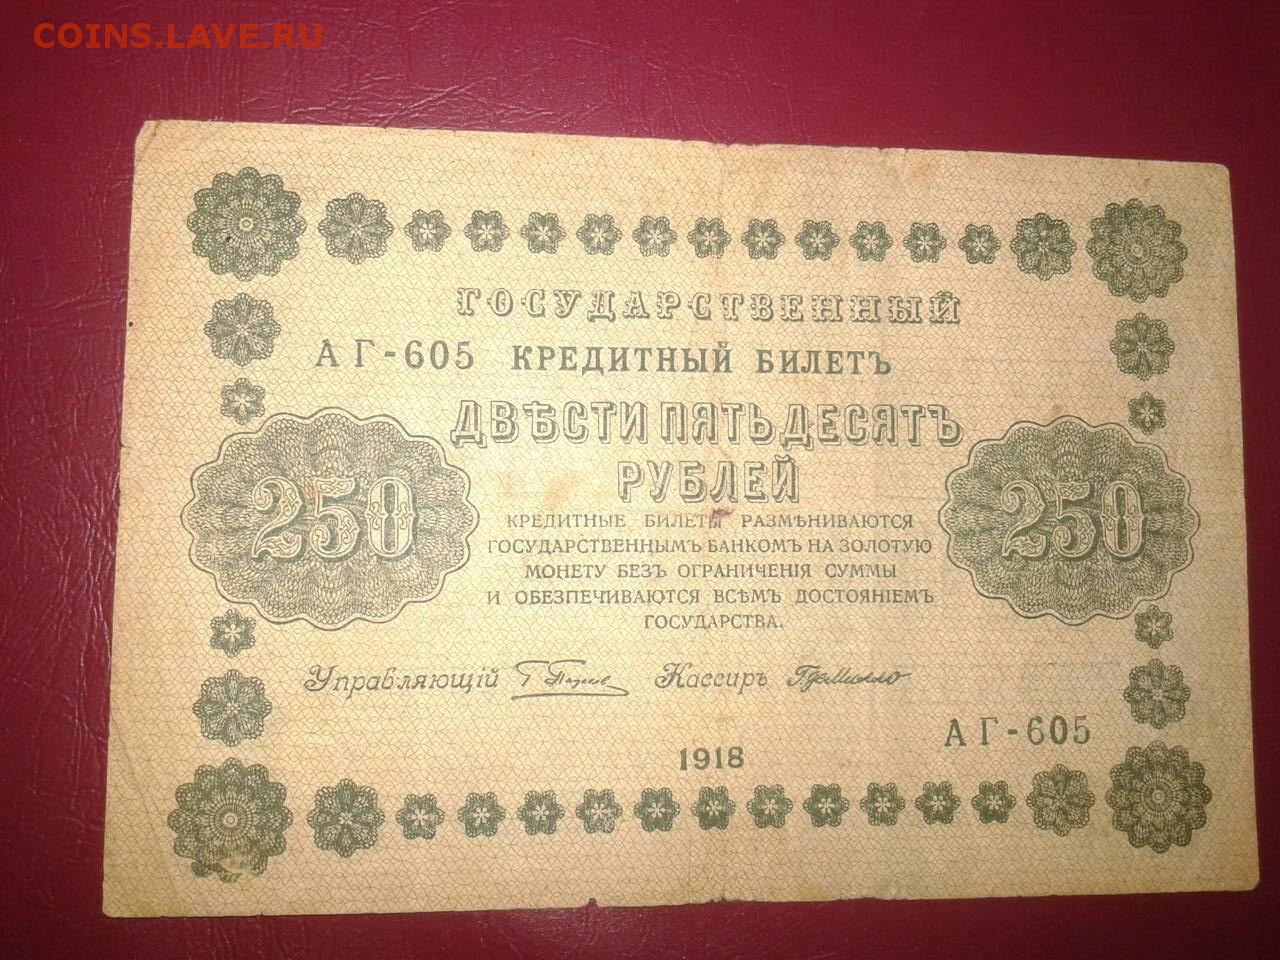 COINS.LAVE.RU
ГОСУДАРСТВЕННЫЙ
АГ-605 КРЕДИТНЫЙ БИЛЕТЪ
ДВѢСТИ ПЯТЬДЕСЯТЪ
РУБЛЕЙ
250
250
КРЕДИТНЫЕ БИЛЕТЫ РАЗМѢНИВАЮТСЯ
ГОСУДАРСТВЕННЫМЪ БАНКОМЪ НА ЗОЛОТУЮ
МОНЕТУ БЕЗЪ ОГРАНИЧЕНІЯ СУММЫ
И ОБЕЗПЕЧИВАЮТСЯ ВСѢМЪ ДОСТОЯНІЕМЪ
ГОСУДАРСТВА.
Управляющій Кассиръ
АГ-605
1918